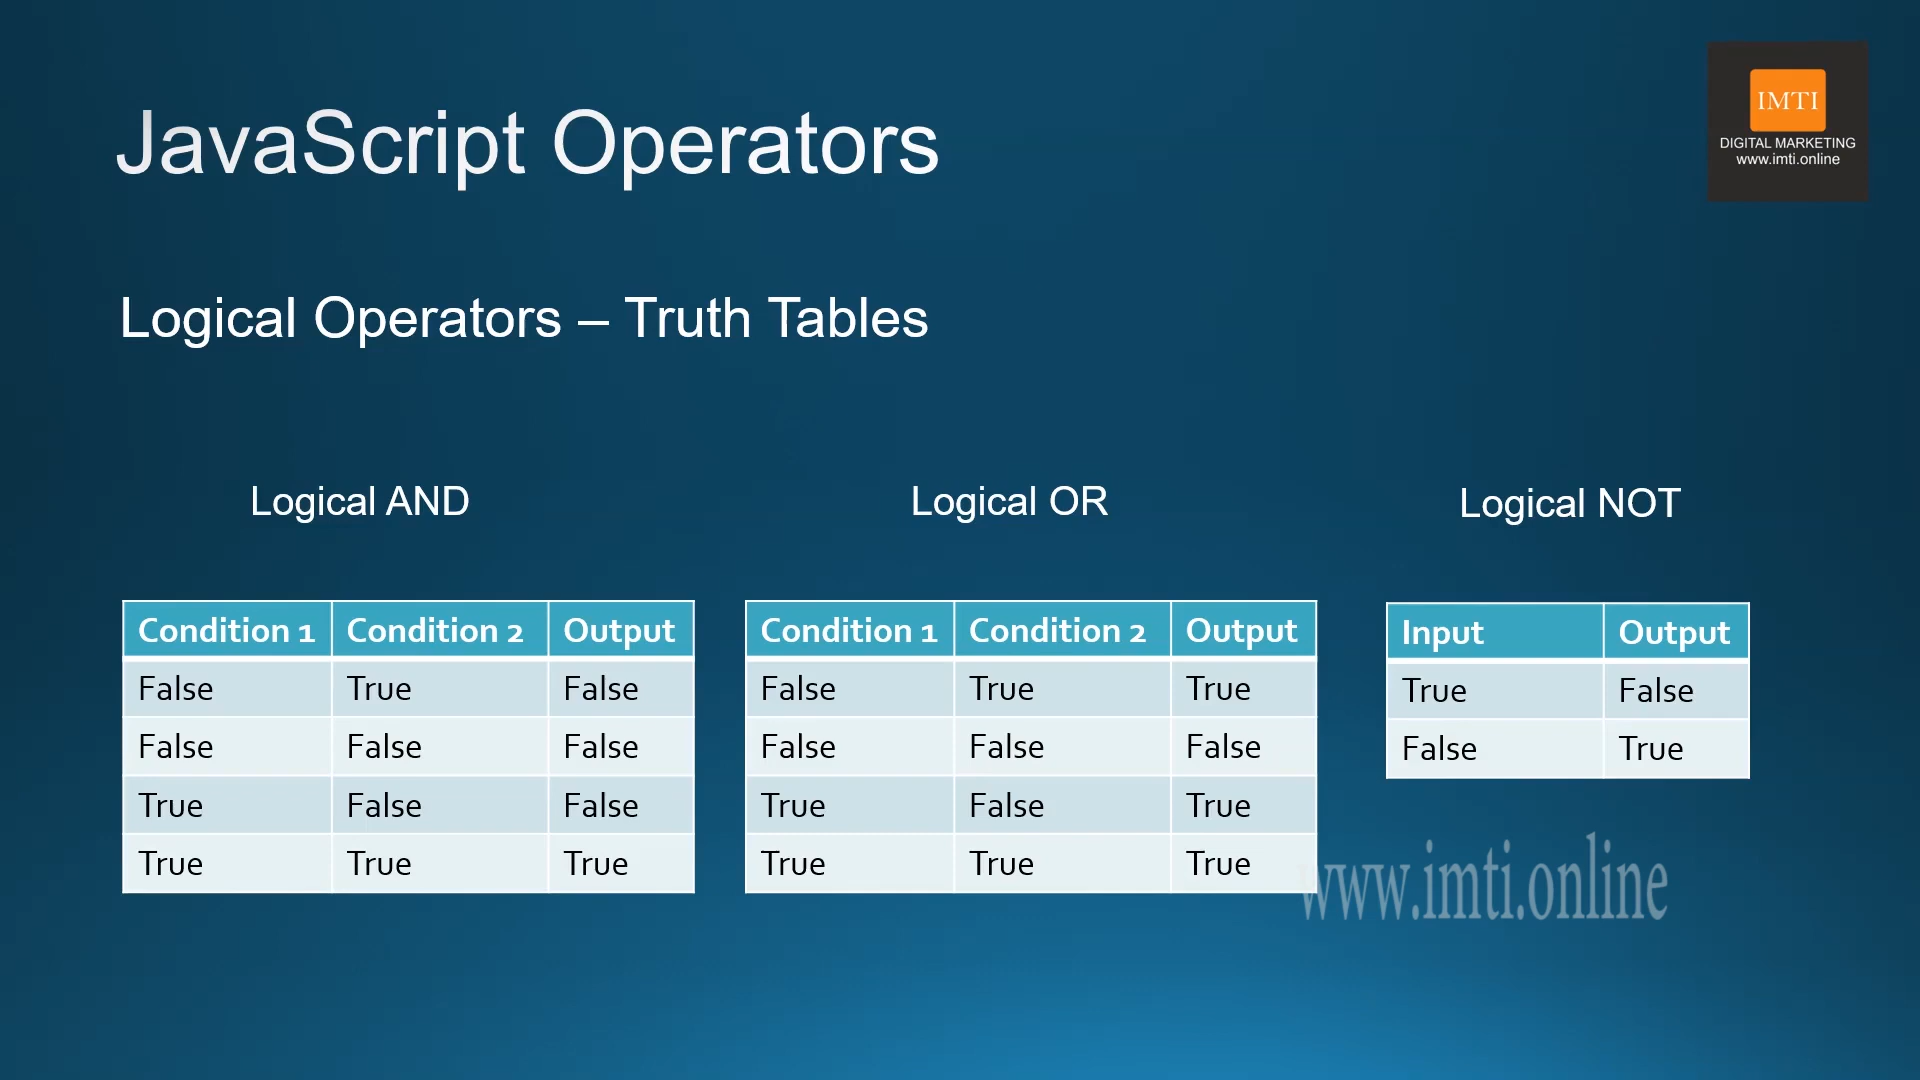 JavaScript Operators
IMTI
DIGITAL MARKETING
www.imti.online
Logical Operators – Truth Tables
Logical AND
Condition 1 Condition 2 Output
False True False
False False False
True False False
True True True
Logical OR
Condition 1 Condition 2 Output
False True True
False False False
True False True
True True True
Logical NOT
Input Output
True False
False True
www.imti.online